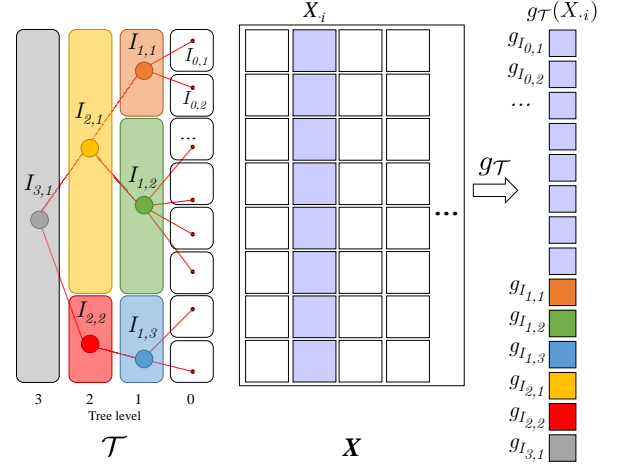 X.i
g𝒯(X.i)
I1,1
I0,1
I0,2
...
I2,1
I1,2
I3,1
I2,2
I1,3
3 2 1 0
Tree level
𝒯
X
...
g𝒯
gI0,1
gI0,2
...
gI1,1
gI1,2
gI1,3
gI2,1
gI2,2
gI3,1